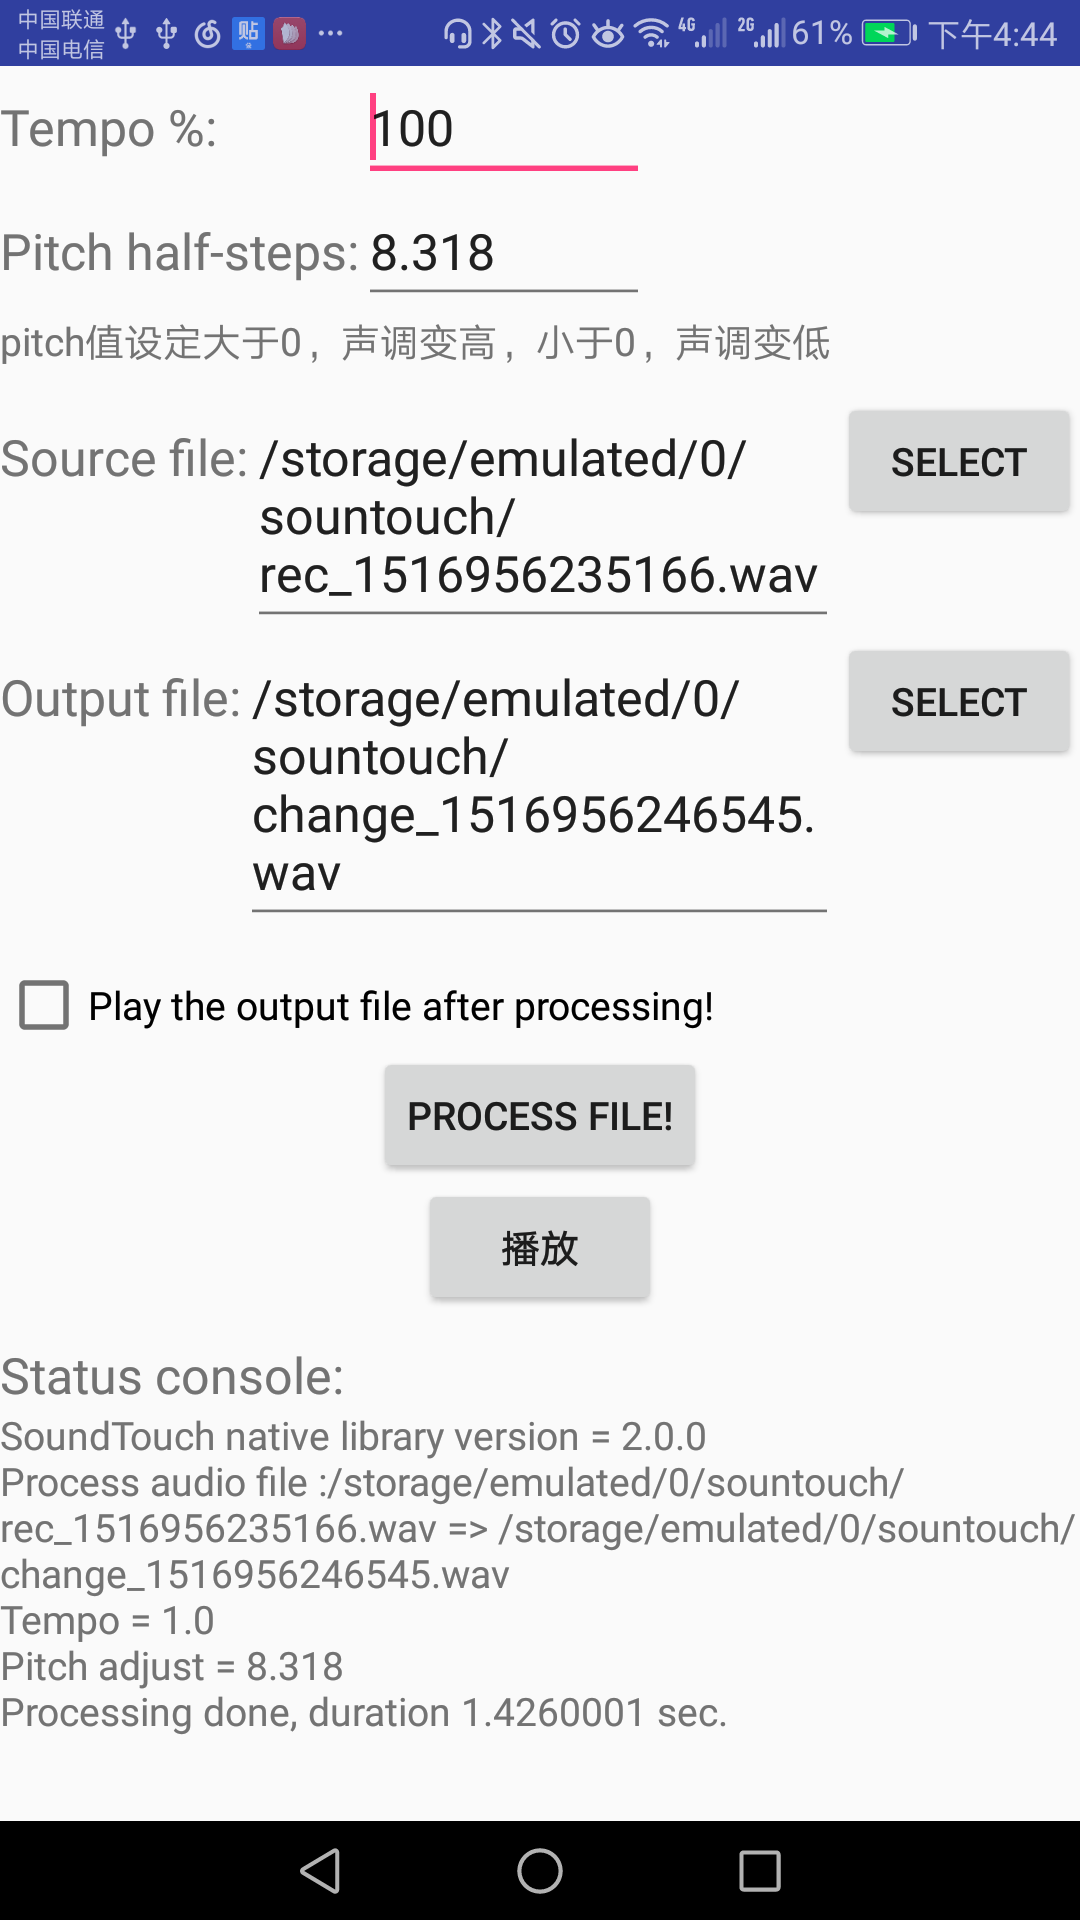 中国联通
中国电信
贴
4G 2G 61% 下午4:44
Tempo %: 100
Pitch half-steps: 8.318
pitch值设定大于0，声调变高，小于0，声调变低
Source file: /storage/emulated/0/
sountouch/
rec_1516956235166.wav
SELECT
Output file: /storage/emulated/0/
sountouch/
change_1516956246545.
wav
SELECT
Play the output file after processing!
PROCESS FILE!
播放
Status console:
SoundTouch native library version = 2.0.0
Process audio file :/storage/emulated/0/sountouch/
rec_1516956235166.wav => /storage/emulated/0/sountouch/
change_1516956246545.wav
Tempo = 1.0
Pitch adjust = 8.318
Processing done, duration 1.4260001 sec.